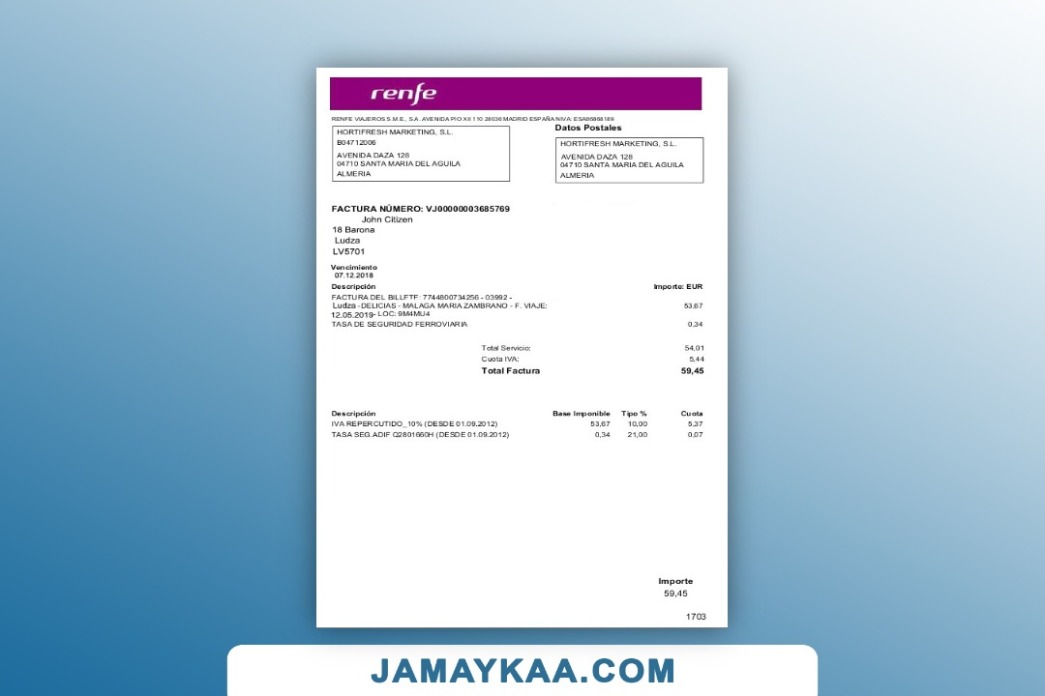 renfe
RENFE VIAJEROS S.M.E., S.A. AVENIDA PIO XII 110 28036 MADRID ESPAÑA NIVA: ESA86868189
Datos Postales
HORTIFRESH MARKETING, S.L.
B04712006
AVENIDA DAZA 128
04710 SANTA MARIA DEL AGUILA
ALMERIA
HORTIFRESH MARKETING, S.L.
AVENIDA DAZA 128
04710 SANTA MARIA DEL AGUILA
ALMERIA
FACTURA NÚMERO: VJ00000003685769
John Citizen
18 Barona
Ludza
LV5701
Vencimiento
07.12.2018
Descripción Importe: EUR
FACTURA DEL BILLFTF: 7744800734256 - 03992 -
Ludza - DELICIAS - MALAGA MARIA ZAMBRANO - F. VIAJE: 53,67
12.05.2019- LOC: 9M4MU4
TASA DE SEGURIDAD FERROVIARIA 0,34
Total Servicio: 54,01
Cuota IVA: 5,44
Total Factura 59,45
Descripción Base Imponible Tipo % Cuota
IVA REPERCUTIDO_10% (DESDE 01.09.2012) 53,67 10,00 5,37
TASA SEG.ADIF Q2801660H (DESDE 01.09.2012) 0,34 21,00 0,07
Importe
59,45
1703
JAMAYKAA.COM